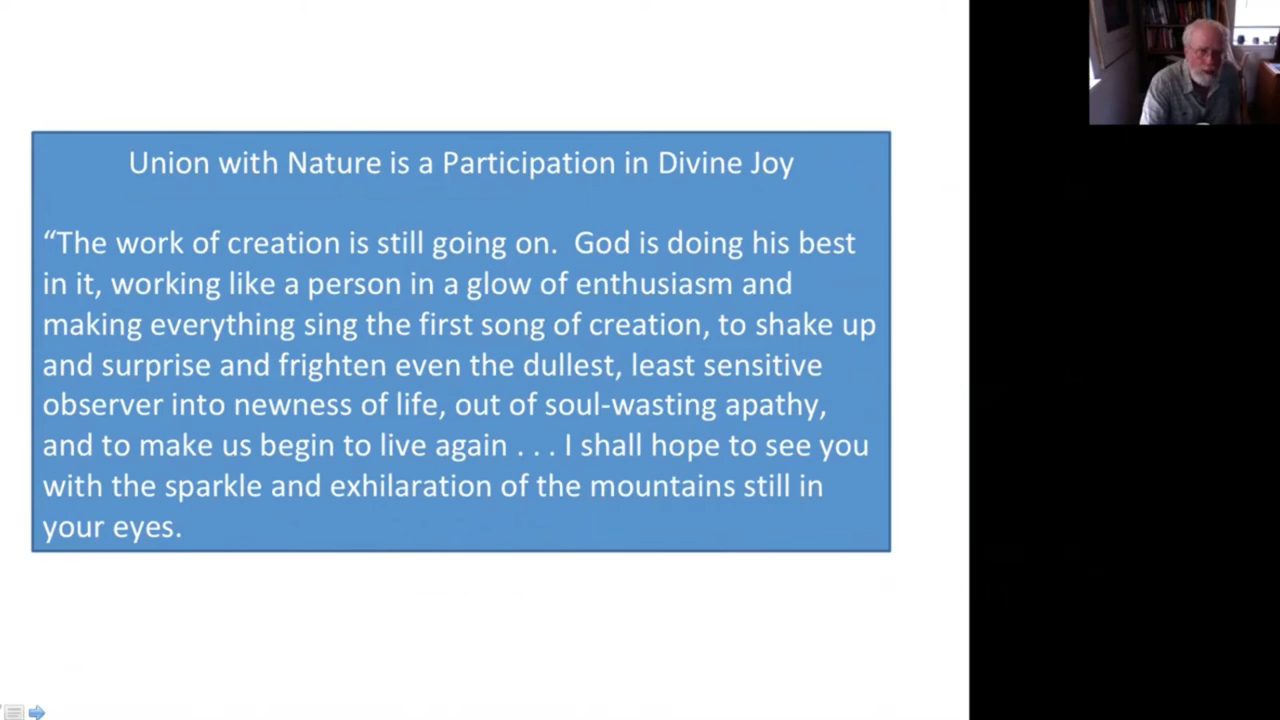 Union with Nature is a Participation in Divine Joy
“The work of creation is still going on.  God is doing his best
in it, working like a person in a glow of enthusiasm and
making everything sing the first song of creation, to shake up
and surprise and frighten even the dullest, least sensitive
observer into newness of life, out of soul-wasting apathy,
and to make us begin to live again . . . I shall hope to see you
with the sparkle and exhilaration of the mountains still in
your eyes.